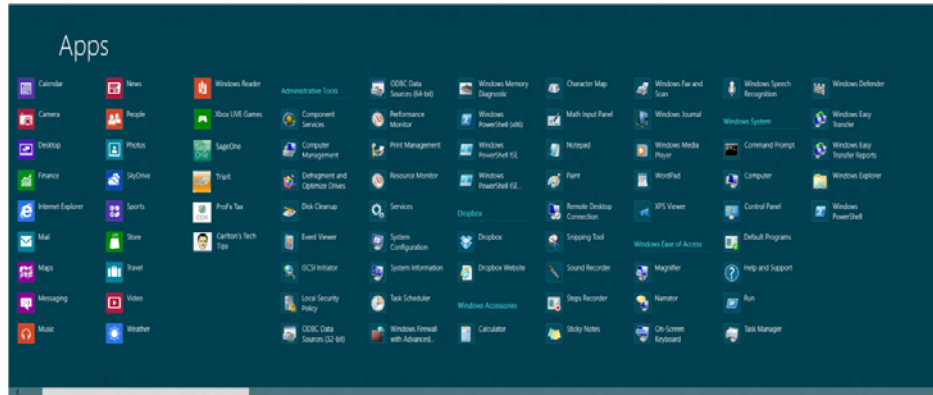 Apps
Calendar
Camera
Desktop
Finance
Internet Explorer
Mail
Maps
Messaging
Music
News
People
Photos
SkyDrive
Sports
Store
Travel
Video
Weather
Windows Reader
Xbox LIVE Games
SageOne
TripIt
ProFx Tax
Carlton's Tech
Tips
Administrative Tools
Component
Services
Computer
Management
Defragment and
Optimize Drives
Disk Cleanup
Event Viewer
iSCSI Initiator
Local Security
Policy
ODBC Data
Sources (32-bit)
ODBC Data
Sources (64-bit)
Performance
Monitor
Print Management
Resource Monitor
Services
System
Configuration
System Information
Task Scheduler
Windows Firewall
with Advanced...
Windows Memory
Diagnostic
Windows
PowerShell (x86)
Windows
PowerShell ISE
Windows
PowerShell ISE...
Dropbox
Dropbox
Dropbox Website
Windows Accessories
Calculator
Character Map
Math Input Panel
Notepad
Paint
Remote Desktop
Connection
Snipping Tool
Sound Recorder
Steps Recorder
Sticky Notes
Windows Fax and
Scan
Windows Journal
Windows Media
Player
WordPad
XPS Viewer
Windows Ease of Access
Magnifier
Narrator
On-Screen
Keyboard
Windows Speech
Recognition
Windows System
Command Prompt
Computer
Control Panel
Default Programs
Help and Support
Run
Task Manager
Windows Defender
Windows Easy
Transfer
Windows Easy
Transfer Reports
Windows Explorer
Windows
PowerShell